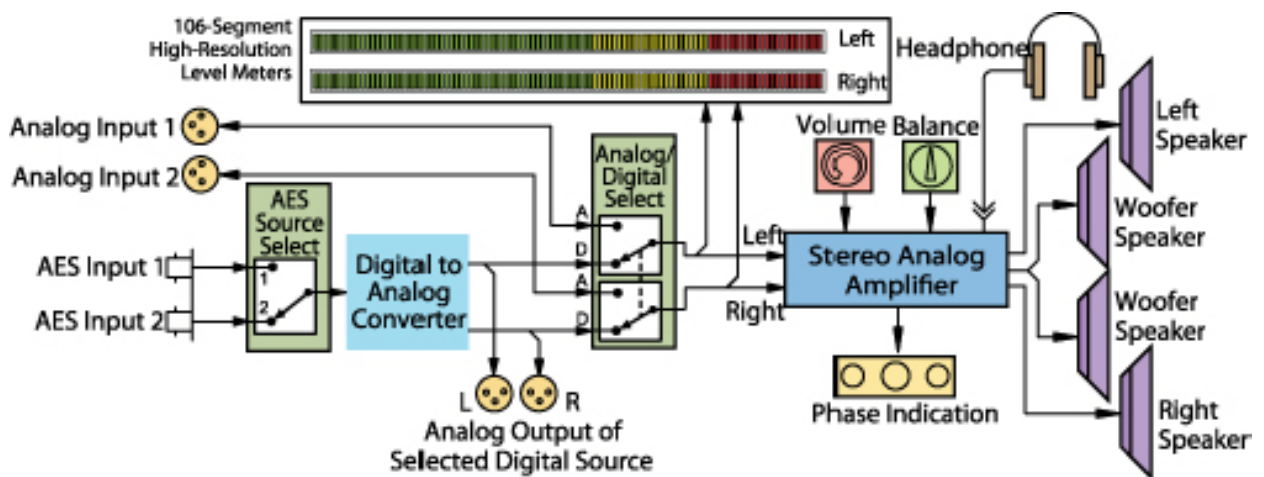 106-Segment
High-Resolution
Level Meters
Left
Right
Headphone
Analog Input 1
Analog Input 2
Volume
Balance
Left
Speaker
Analog/
Digital
Select
AES
Source
Select
A
D
A
D
Left
Right
Woofer
Speaker
AES Input 1
AES Input 2
1
2
Digital to
Analog
Converter
Stereo Analog
Amplifier
Woofer
Speaker
L
R
Analog Output of
Selected Digital Source
Phase Indication
Right
Speaker